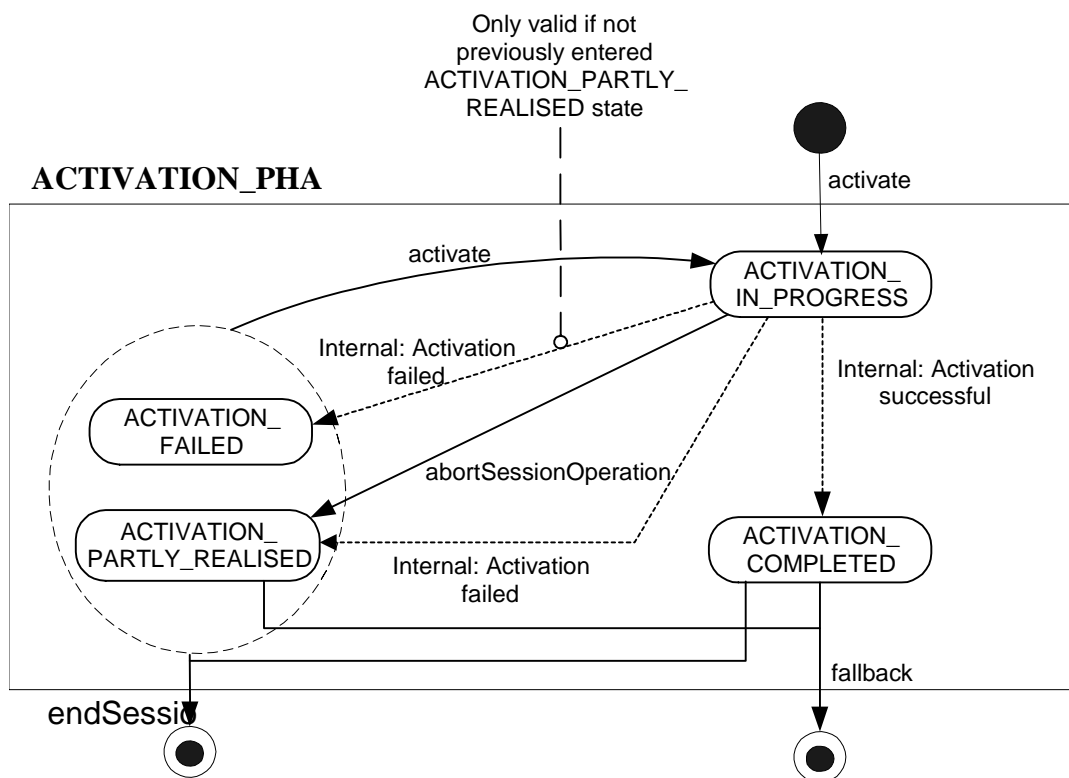 Only valid if not
previously entered
ACTIVATION_PARTLY_
REALISED state
ACTIVATION_PHA
activate
activate
ACTIVATION_
IN_PROGRESS
Internal: Activation
failed
Internal: Activation
successful
ACTIVATION_
FAILED
abortSessionOperation
ACTIVATION_
PARTLY_REALISED
ACTIVATION_
COMPLETED
Internal: Activation
failed
fallback
endSessio